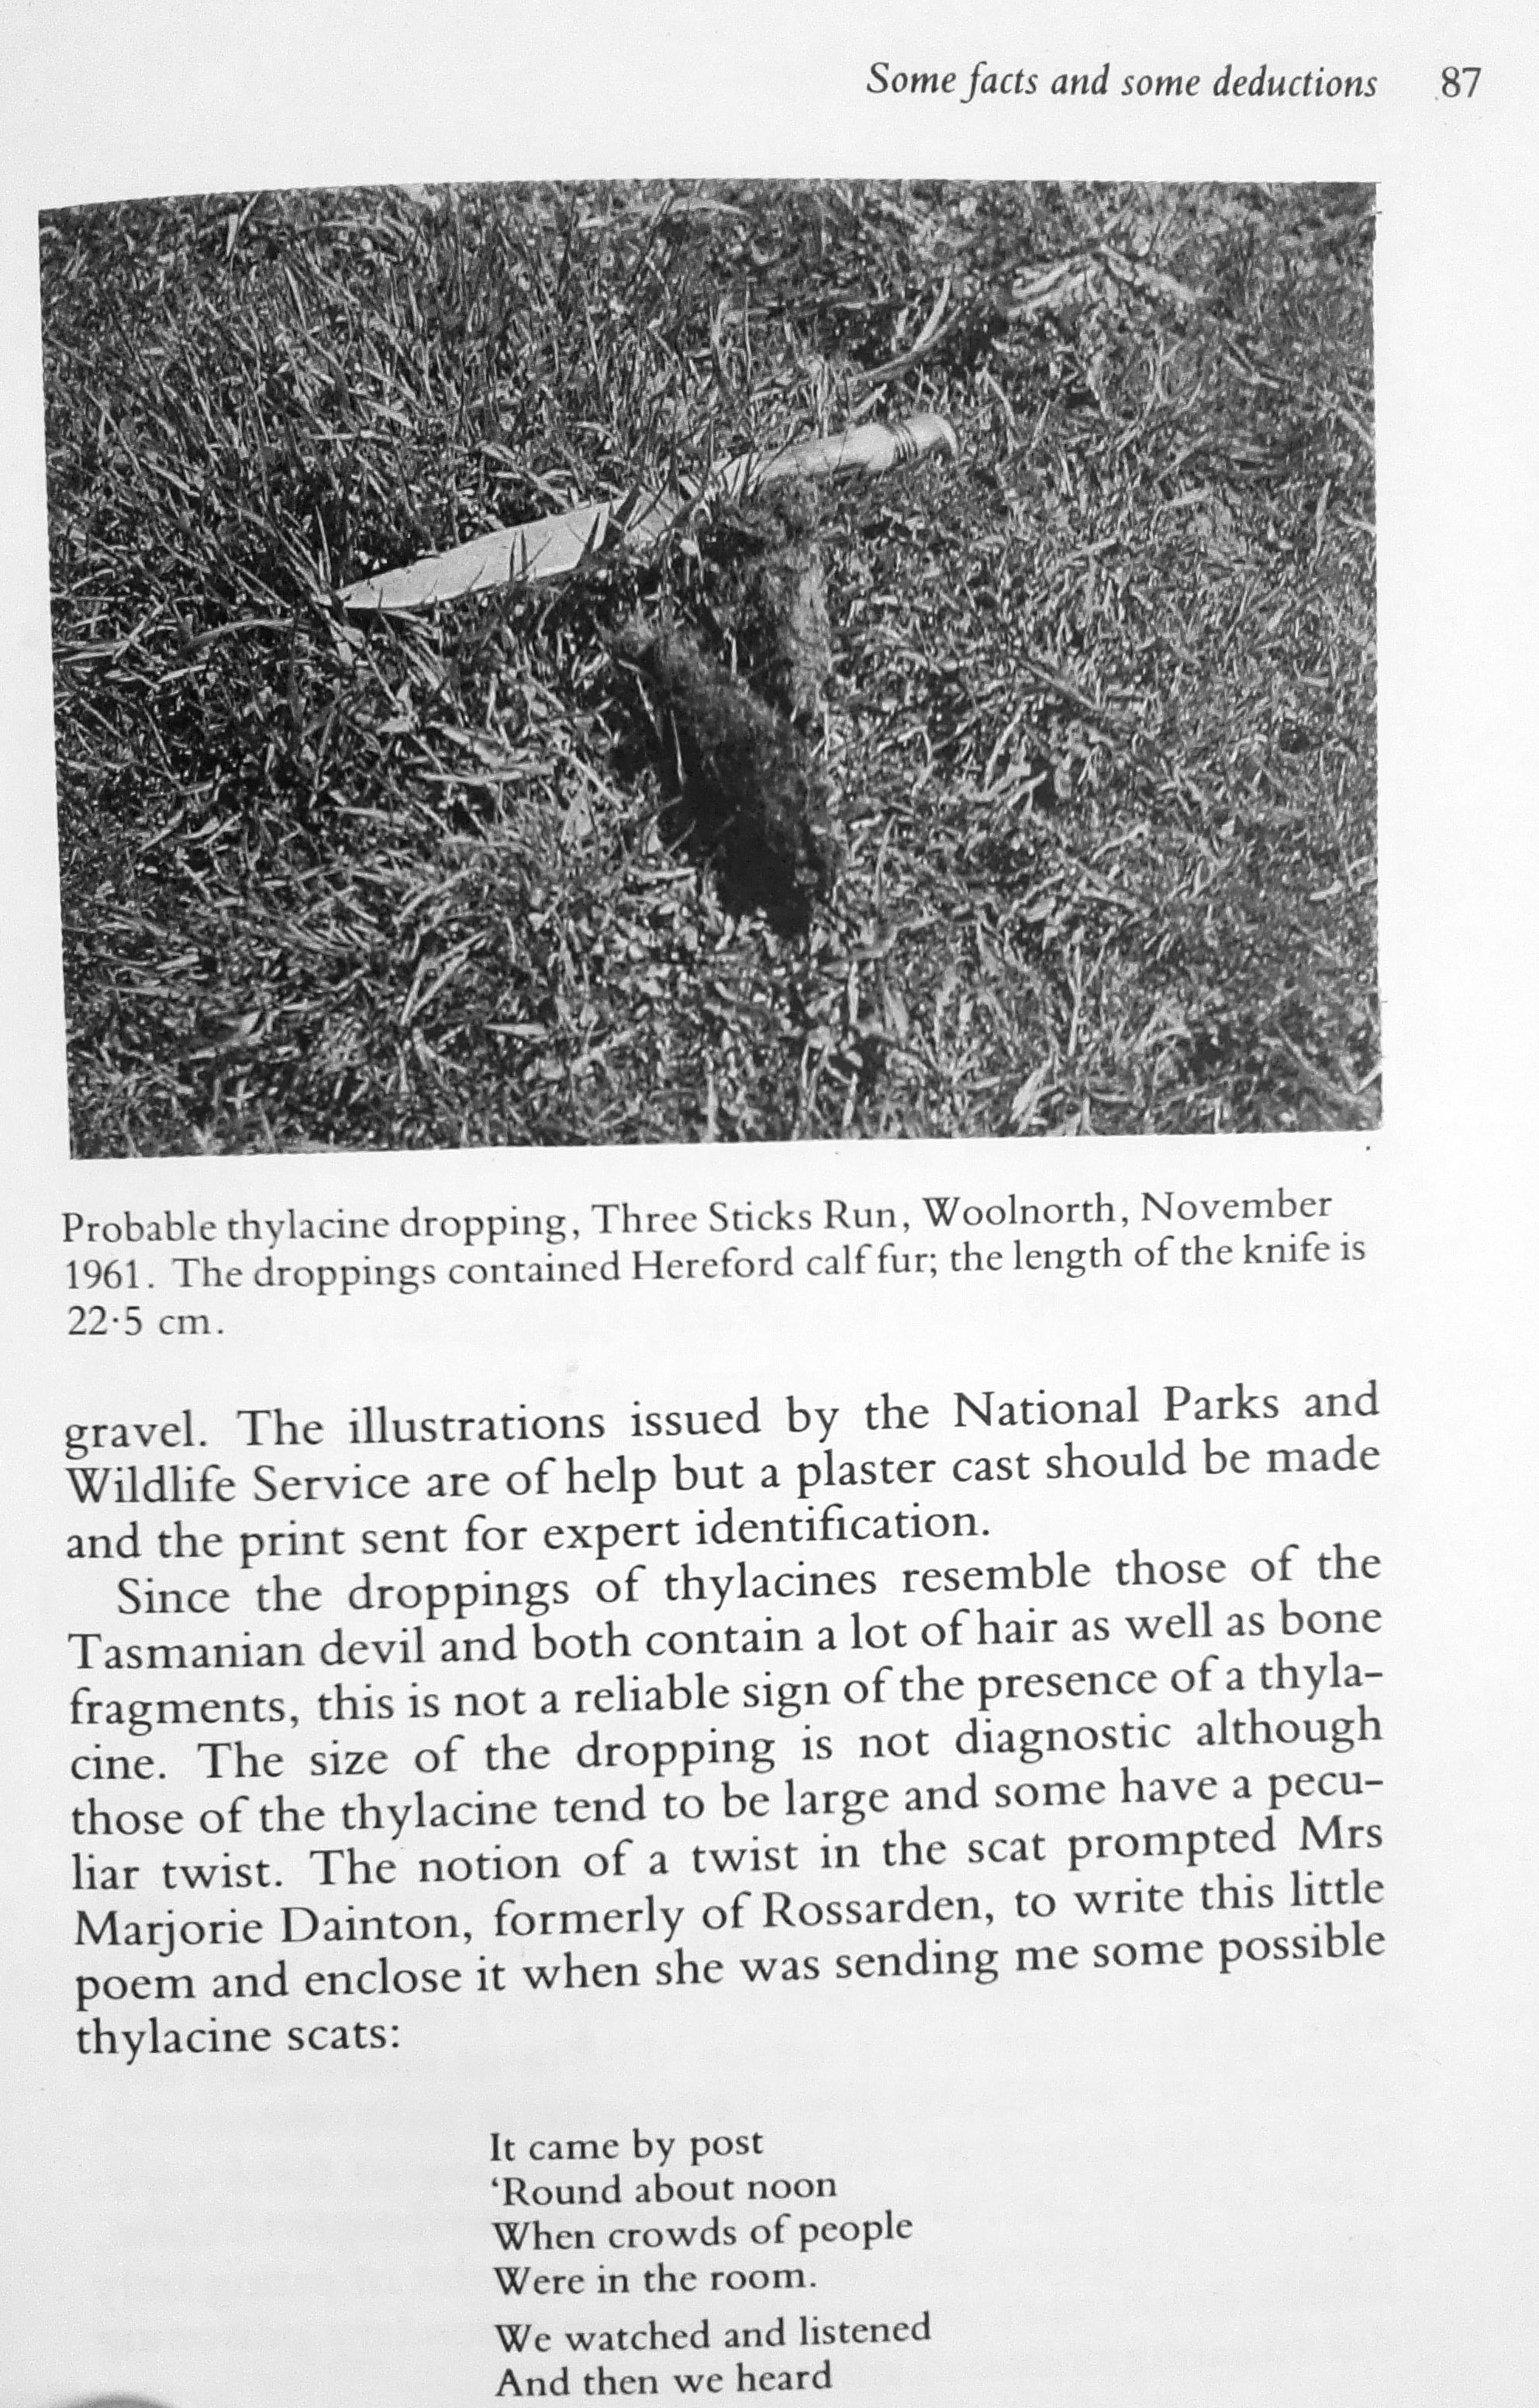 Some facts and some deductions 87
Probable thylacine dropping, Three Sticks Run, Woolnorth, November
1961. The droppings contained Hereford calf fur; the length of the knife is
22·5 cm.
gravel. The illustrations issued by the National Parks and
Wildlife Service are of help but a plaster cast should be made
and the print sent for expert identification.
Since the droppings of thylacines resemble those of the
Tasmanian devil and both contain a lot of hair as well as bone
fragments, this is not a reliable sign of the presence of a thyla-
cine. The size of the dropping is not diagnostic although
those of the thylacine tend to be large and some have a pecu-
liar twist. The notion of a twist in the scat prompted Mrs
Marjorie Dainton, formerly of Rossarden, to write this little
poem and enclose it when she was sending me some possible
thylacine scats:
It came by post
‘Round about noon
When crowds of people
Were in the room.
We watched and listened
And then we heard